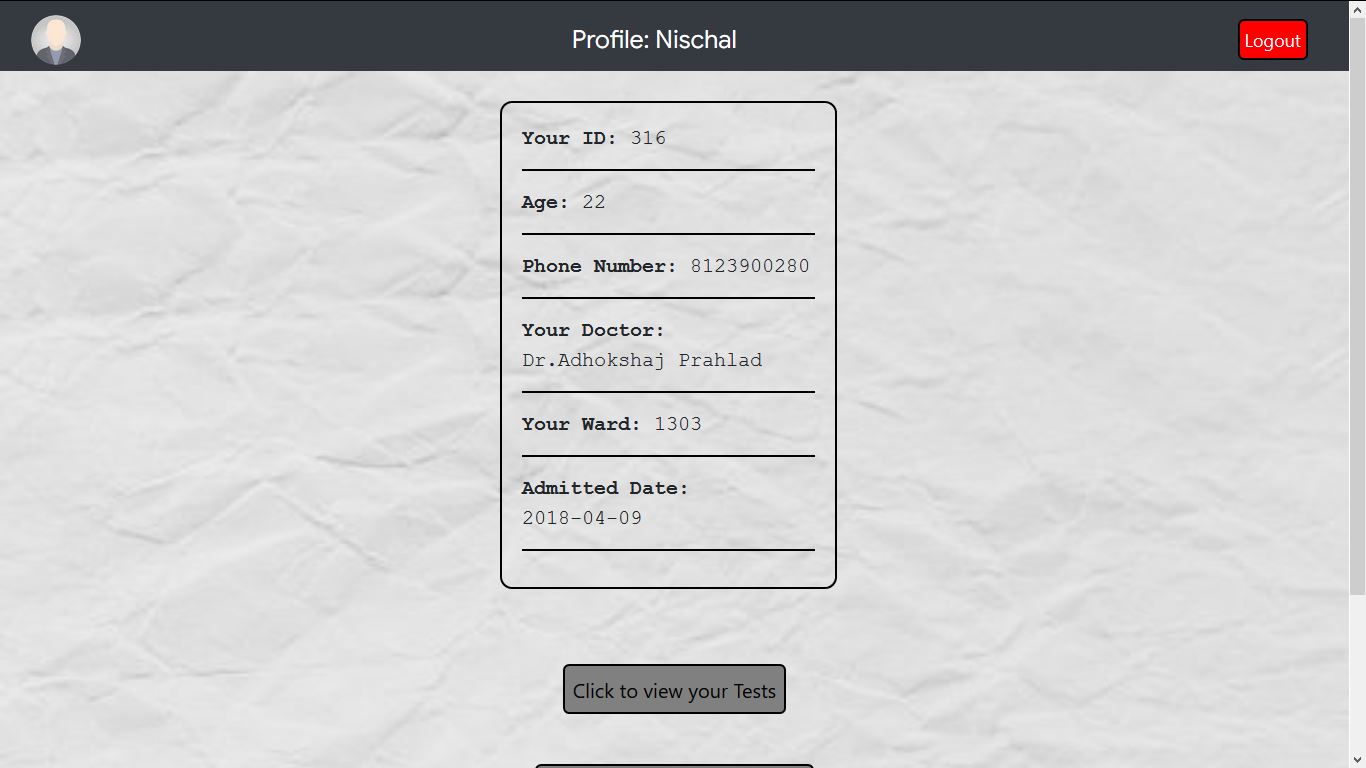 Profile: Nischal
Logout
Your ID: 316
Age: 22
Phone Number: 8123900280
Your Doctor:
Dr.Adhokshaj Prahlad
Your Ward: 1303
Admitted Date:
2018-04-09
Click to view your Tests